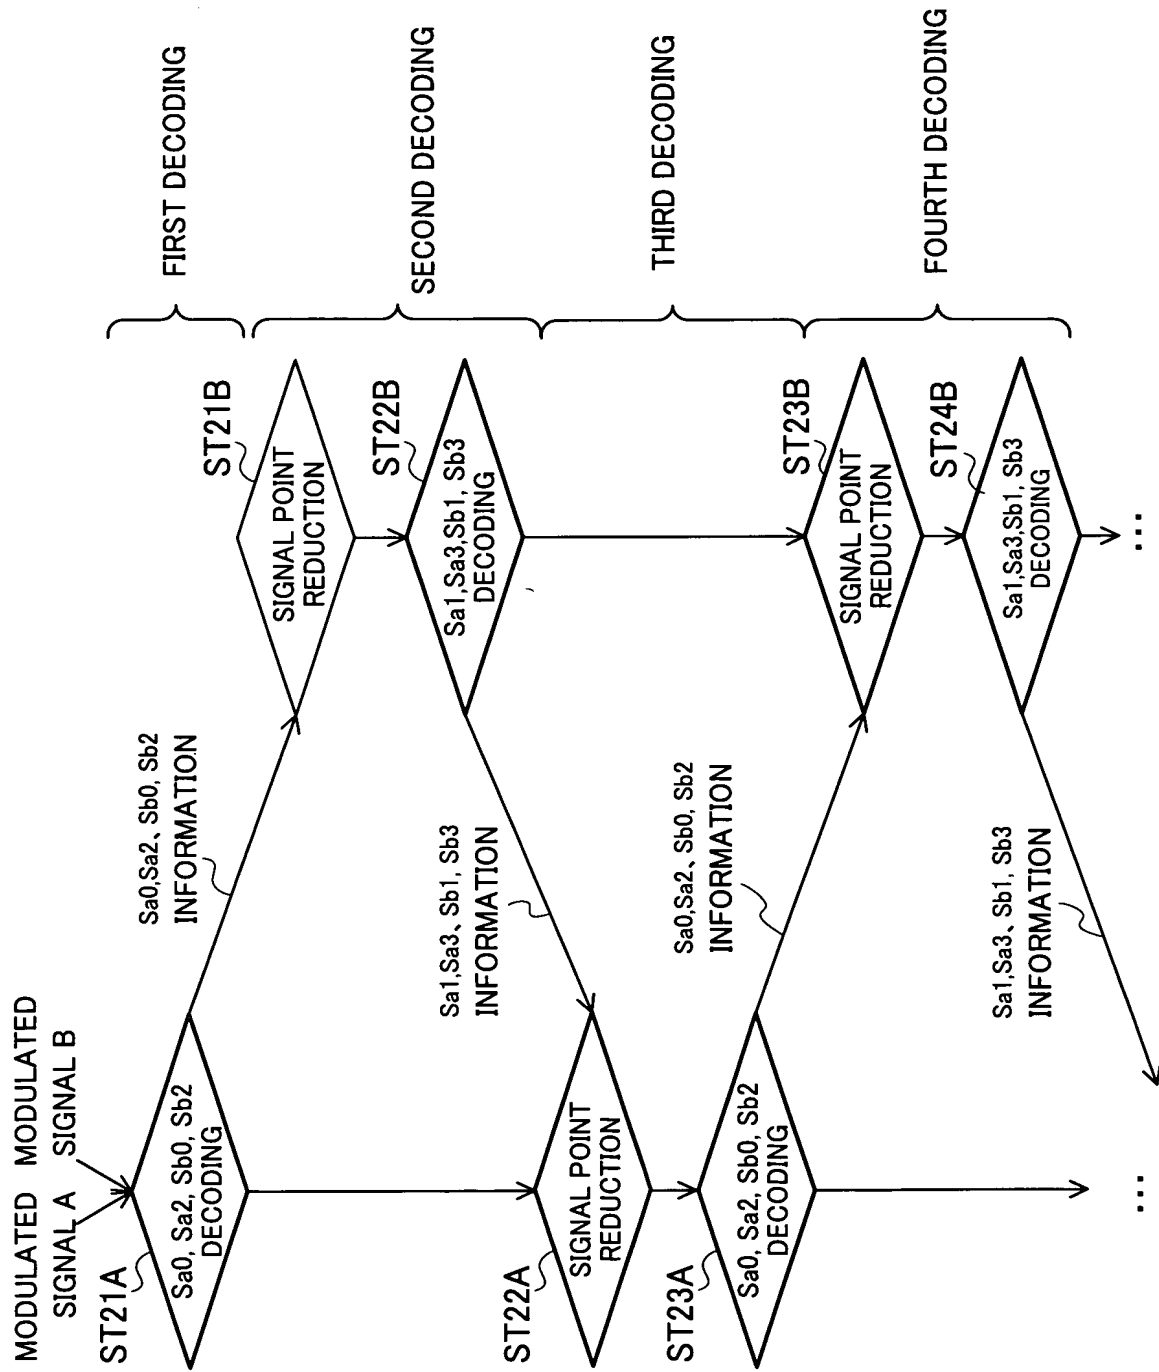 MODULATED
SIGNAL A
MODULATED
SIGNAL B
ST21A
Sa0, Sa2, Sb0, Sb2
DECODING
Sa0,Sa2、Sb0, Sb2
INFORMATION
ST21B
SIGNAL POINT
REDUCTION
FIRST DECODING
ST22B
Sa1,Sa3,Sb1, Sb3
DECODING
SECOND DECODING
Sa1,Sa3、Sb1, Sb3
INFORMATION
ST22A
SIGNAL POINT
REDUCTION
THIRD DECODING
ST23A
Sa0, Sa2, Sb0, Sb2
DECODING
Sa0,Sa2、Sb0, Sb2
INFORMATION
ST23B
SIGNAL POINT
REDUCTION
ST24B
Sa1,Sa3,Sb1, Sb3
DECODING
FOURTH DECODING
Sa1,Sa3、Sb1, Sb3
INFORMATION
...
...